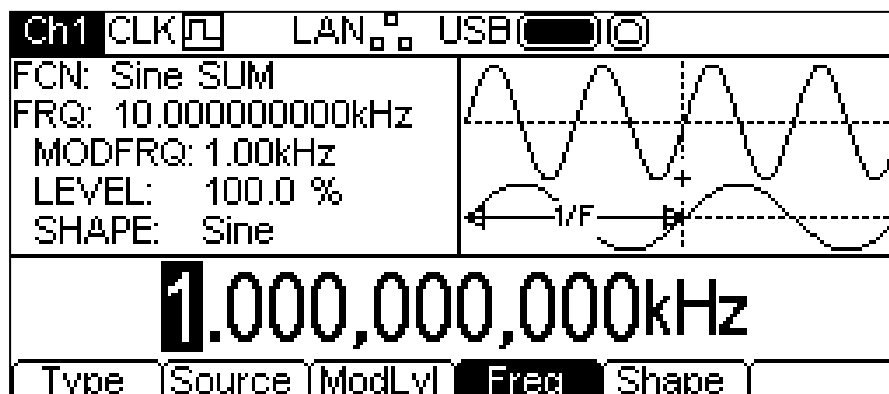 Ch1 CLK LAN USB
FCN: Sine SUM
FRQ: 10.000000000kHz
MODFRQ: 1.00kHz
LEVEL: 100.0 %
SHAPE: Sine
1/F
1.000,000,000kHz
Type Source ModLvl Freq Shape